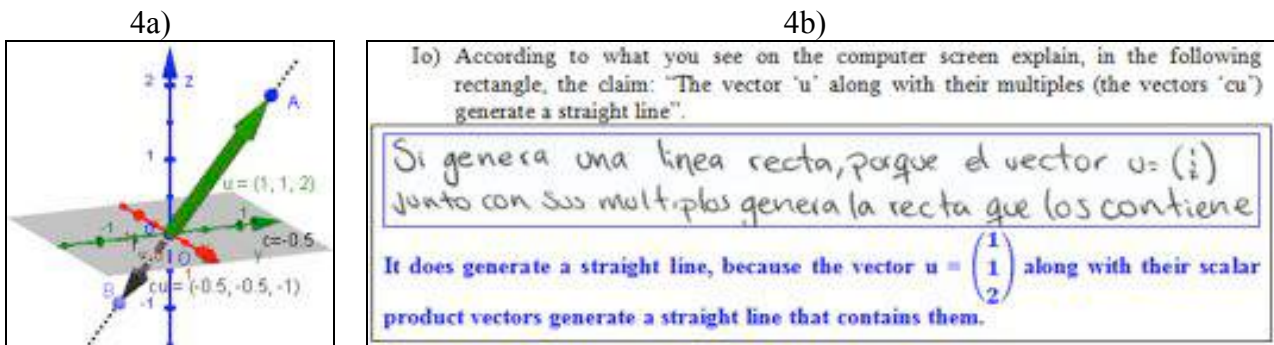 4a)
4b)
2
z
A
1
u = (1, 1, 2)
-1
0
1
c=-0.5
O
Y
1
cu = (-0.5, -0.5, -1)
B
-1
Io) According to what you see on the computer screen explain, in the following
rectangle, the claim: "The vector 'u' along with their multiples (the vectors 'cu')
generate a straight line".
Si genera una linea recta, porque el vector u= (1 1 2)
Junto con sus multiplos genera la recta que los contiene
It does generate a straight line, because the vector u = (1 1 2) along with their scalar
product vectors generate a straight line that contains them.